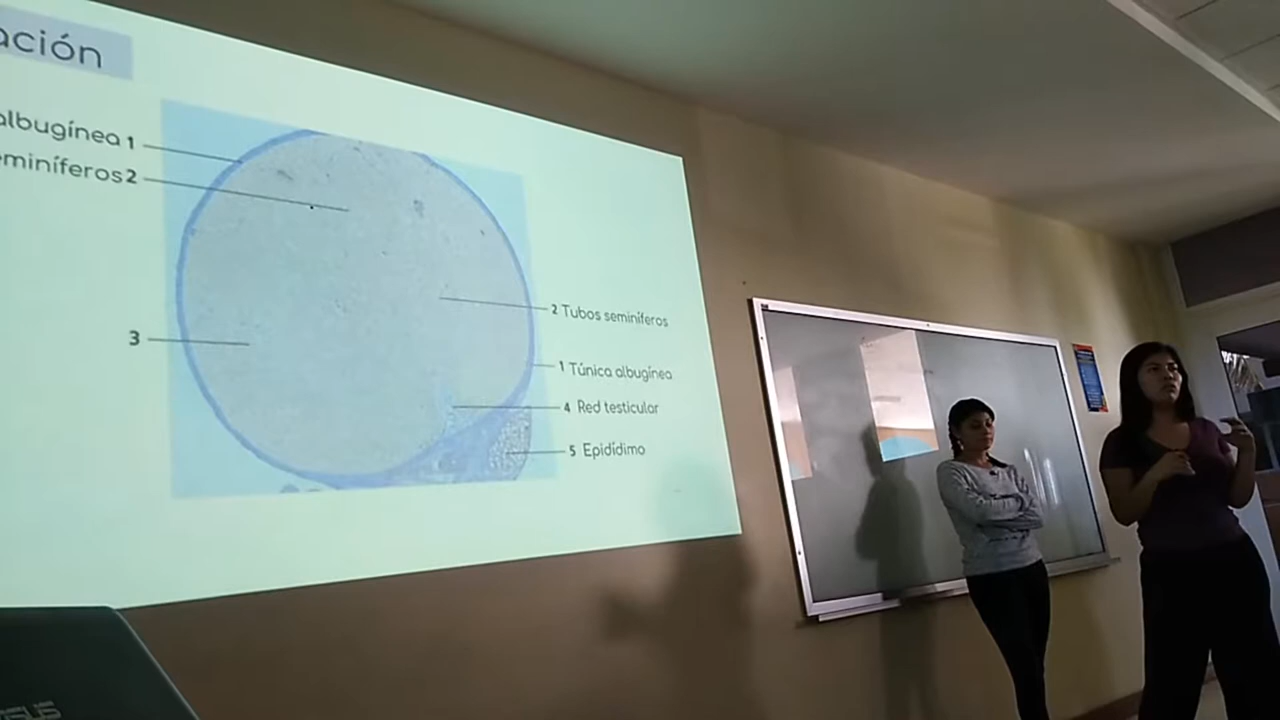 ación
albugínea 1
eminíferos 2
3
2 Tubos seminíferos
1 Túnica albugínea
4 Red testicular
5 Epidídimo